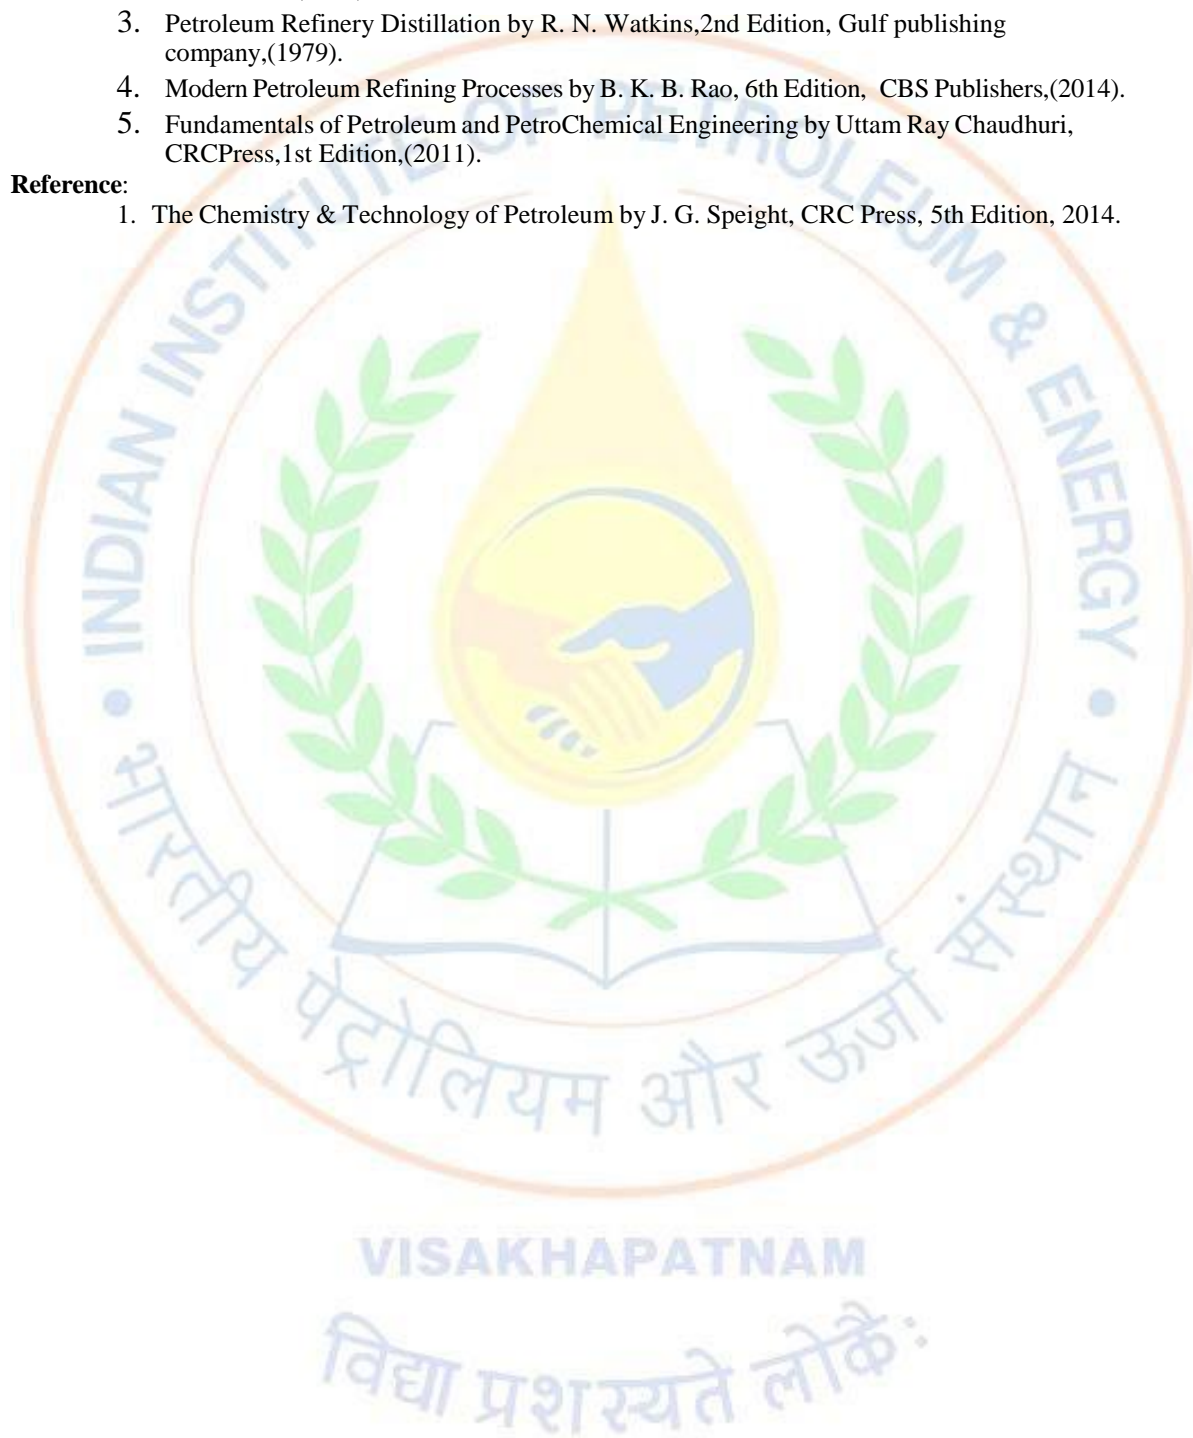 3. Petroleum Refinery Distillation by R. N. Watkins,2nd Edition, Gulf publishing
company,(1979).
4. Modern Petroleum Refining Processes by B. K. B. Rao, 6th Edition, CBS Publishers,(2014).
5. Fundamentals of Petroleum and PetroChemical Engineering by Uttam Ray Chaudhuri,
CRCPress,1st Edition,(2011).
Reference:
1. The Chemistry & Technology of Petroleum by J. G. Speight, CRC Press, 5th Edition, 2014.
• INDIAN INSTITUTE OF PETROLEUM & ENERGY •
भारतीय पेट्रोलियम और ऊर्जा संस्थान
VISAKHAPATNAM
विद्या प्रशस्यते लोकैः